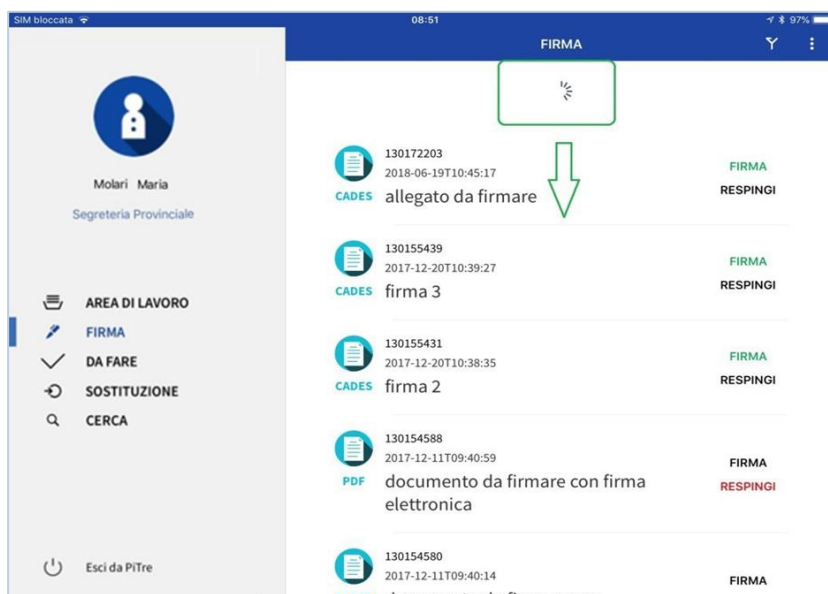 SIM bloccata 08:51 97%
FIRMA
Molari Maria
Segreteria Provinciale
AREA DI LAVORO
FIRMA
DA FARE
SOSTITUZIONE
CERCA
Esci da PiTre
130172203
2018-06-19T10:45:17
CADES allegato da firmare
FIRMA
RESPINGI
130155439
2017-12-20T10:39:27
CADES firma 3
FIRMA
RESPINGI
130155431
2017-12-20T10:38:35
CADES firma 2
FIRMA
RESPINGI
130154588
2017-12-11T09:40:59
PDF documento da firmare con firma
elettronica
FIRMA
RESPINGI
130154580
2017-12-11T09:40:14
FIRMA